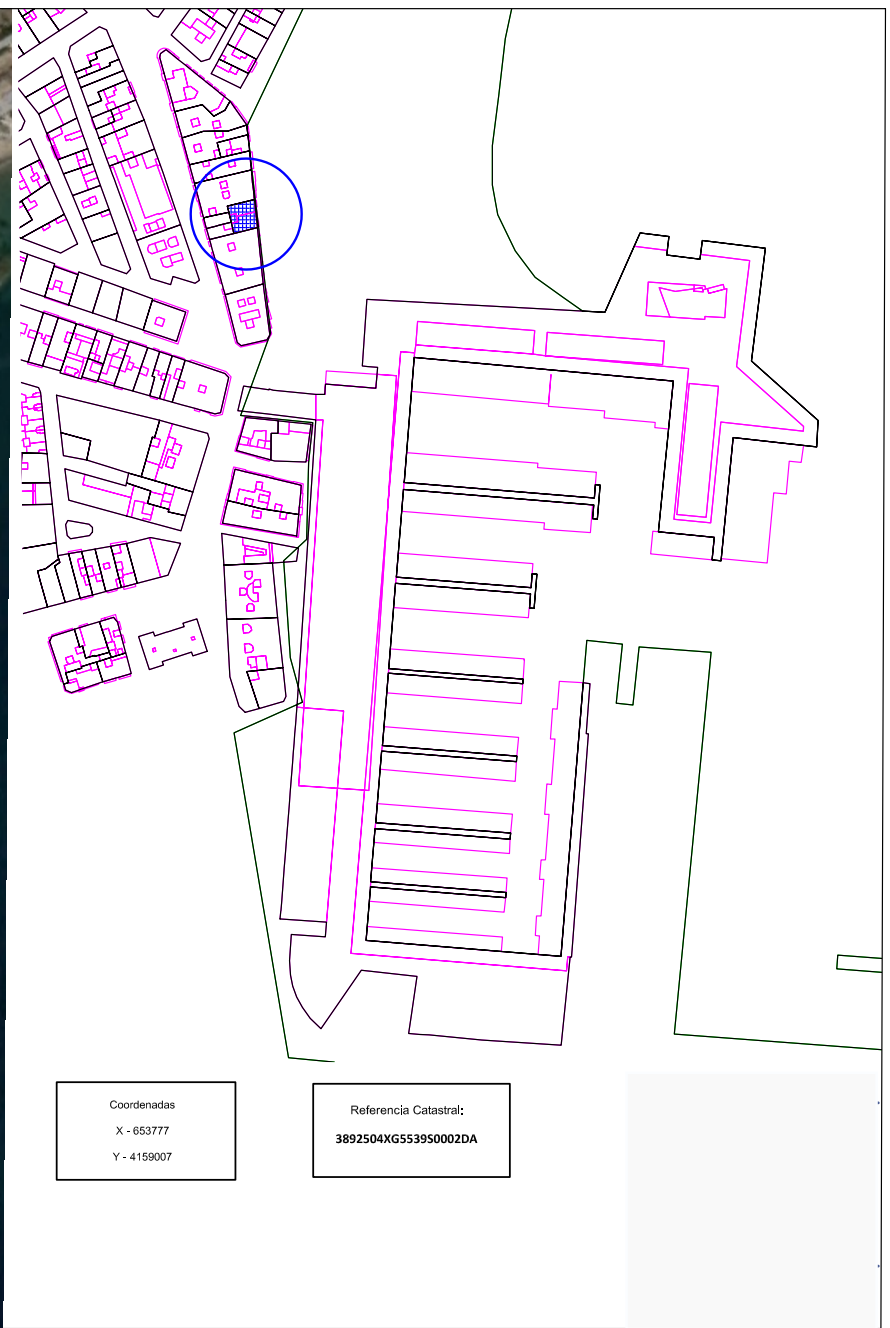 Coordenadas
X - 653777
Y - 4159007
Referencia Catastral:
3892504XG5539S0002DA